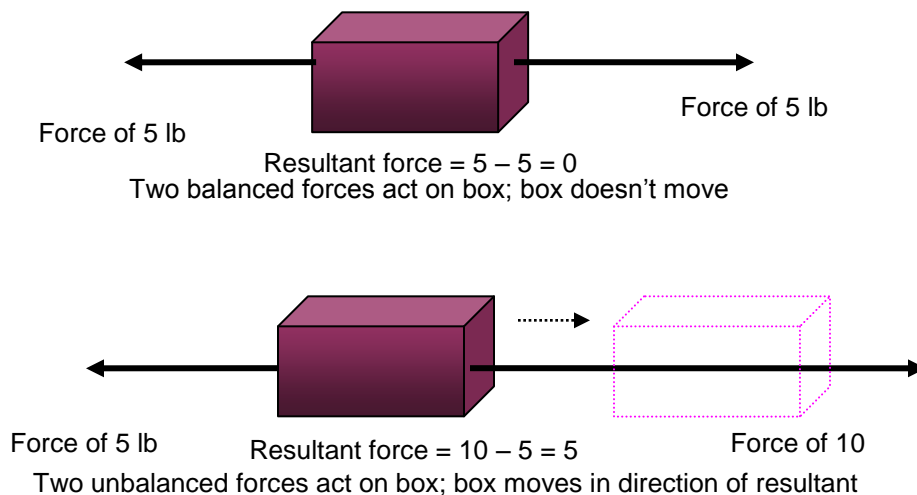 Force of 5 lb
Force of 5 lb
Resultant force = 5 – 5 = 0
Two balanced forces act on box; box doesn’t move
Force of 5 lb
Resultant force = 10 – 5 = 5
Force of 10
Two unbalanced forces act on box; box moves in direction of resultant